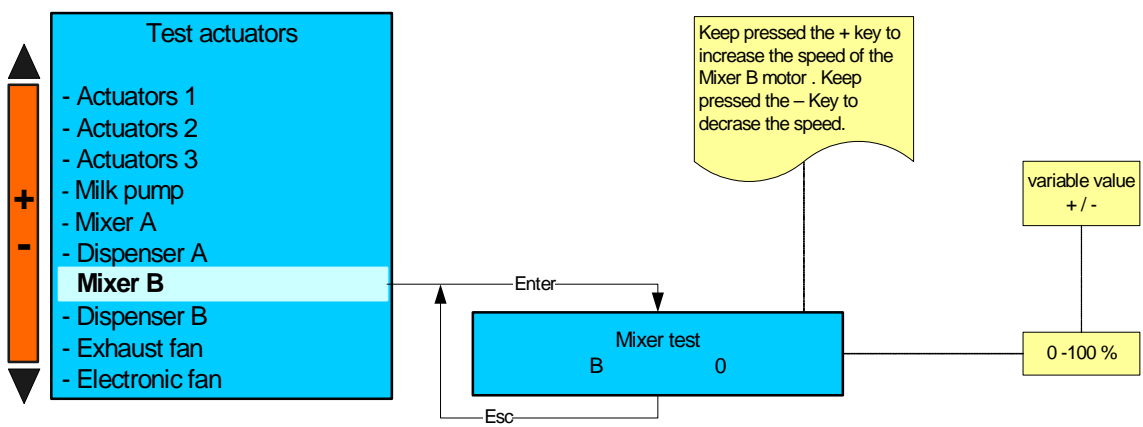 Test actuators
- Actuators 1
- Actuators 2
- Actuators 3
- Milk pump
- Mixer A
- Dispenser A
Mixer B
- Dispenser B
- Exhaust fan
- Electronic fan
+
-
Enter
Esc
Mixer test
B 0
Keep pressed the + key to
increase the speed of the
Mixer B motor . Keep
pressed the – Key to
decrase the speed.
variable value
+ / -
0 -100 %